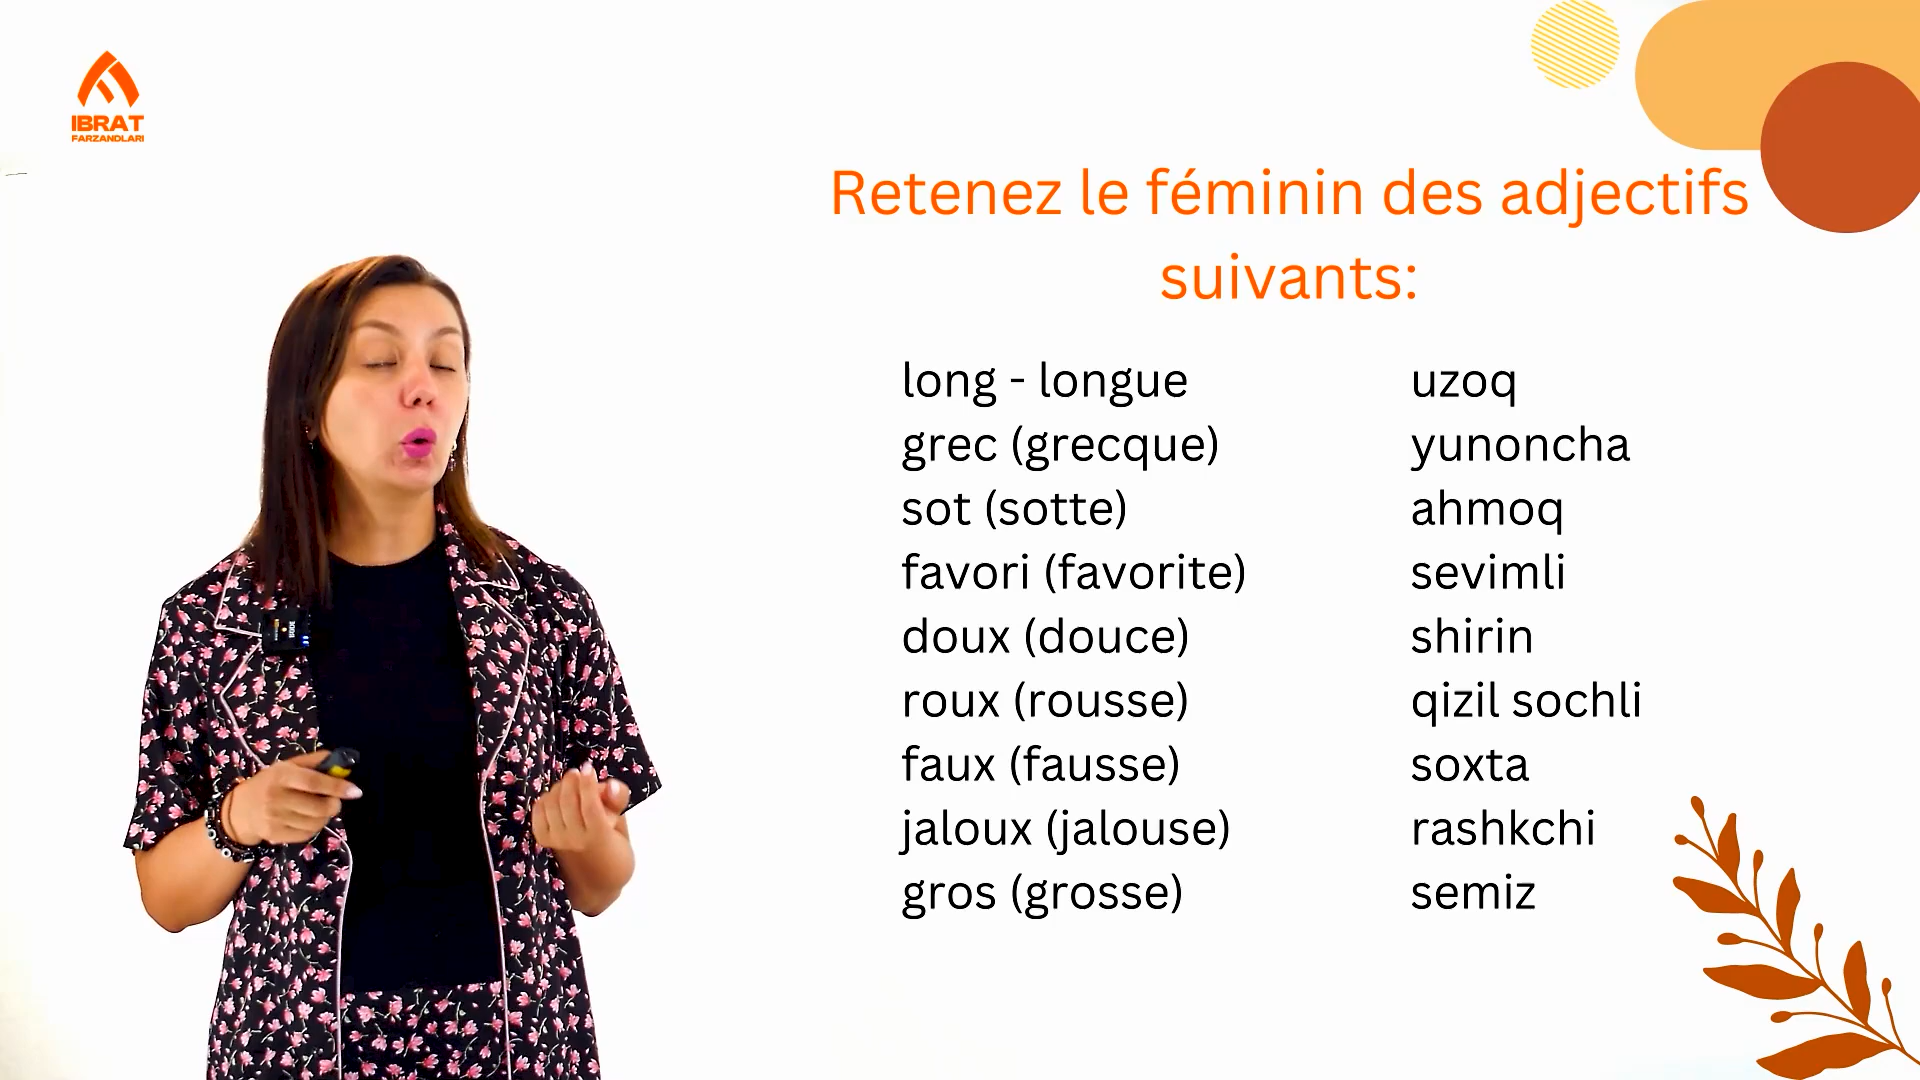 IBRAT
FARZANDLARI
Retenez le féminin des adjectifs
suivants:
long - longue uzoq
grec (grecque) yunoncha
sot (sotte) ahmoq
favori (favorite) sevimli
doux (douce) shirin
roux (rousse) qizil sochli
faux (fausse) soxta
jaloux (jalouse) rashkchi
gros (grosse) semiz